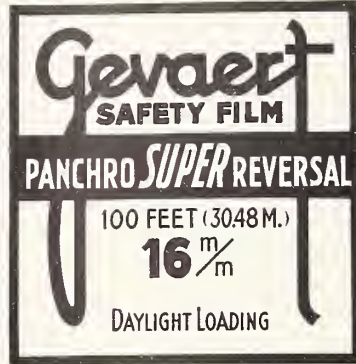 Gevaert
SAFETY FILM
PANCHRO SUPER REVERSAL
100 FEET (30.48 M.)
16 m/m
DAYLIGHT LOADING